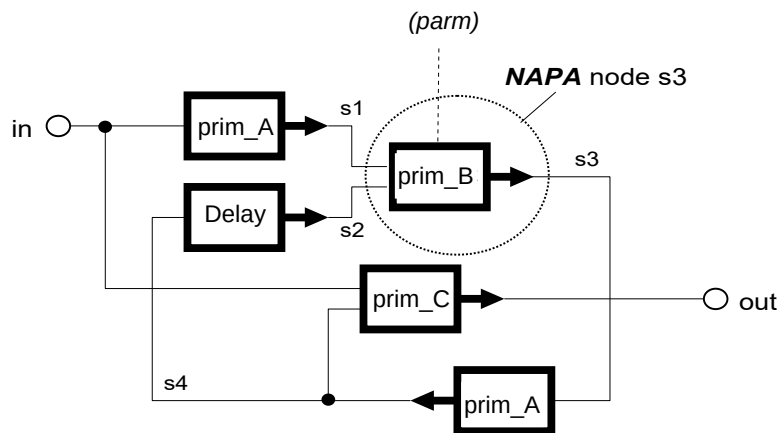 (parm)
NAPA node s3
in
prim_A
s1
prim_B
s3
Delay
s2
prim_C
out
s4
prim_A